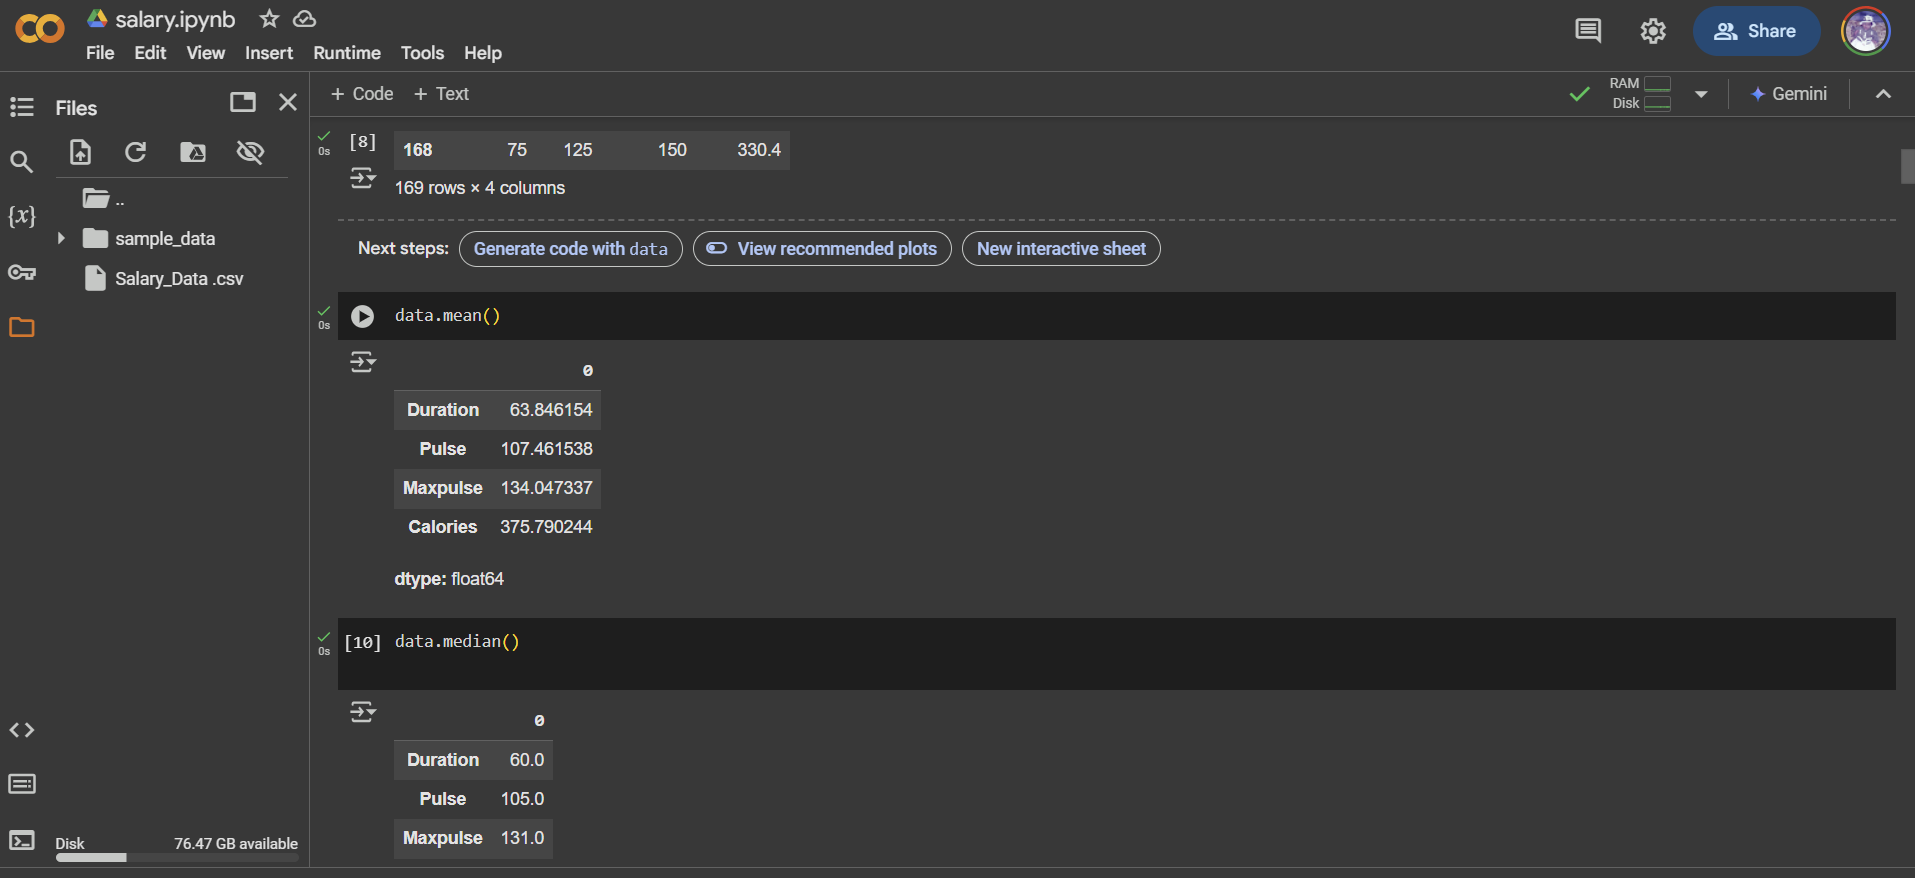 salary.ipynb
File Edit View Insert Runtime Tools Help
Share
Files
+ Code + Text
RAM
Disk
Gemini
..
sample_data
Salary_Data .csv
{x}
0s
[8]
168 75 125 150 330.4
169 rows × 4 columns
Next steps: Generate code with data View recommended plots New interactive sheet
0s
data.mean()
0
Duration 63.846154
Pulse 107.461538
Maxpulse 134.047337
Calories 375.790244
dtype: float64
0s
[10] data.median()
0
Duration 60.0
Pulse 105.0
Maxpulse 131.0
Disk 76.47 GB available